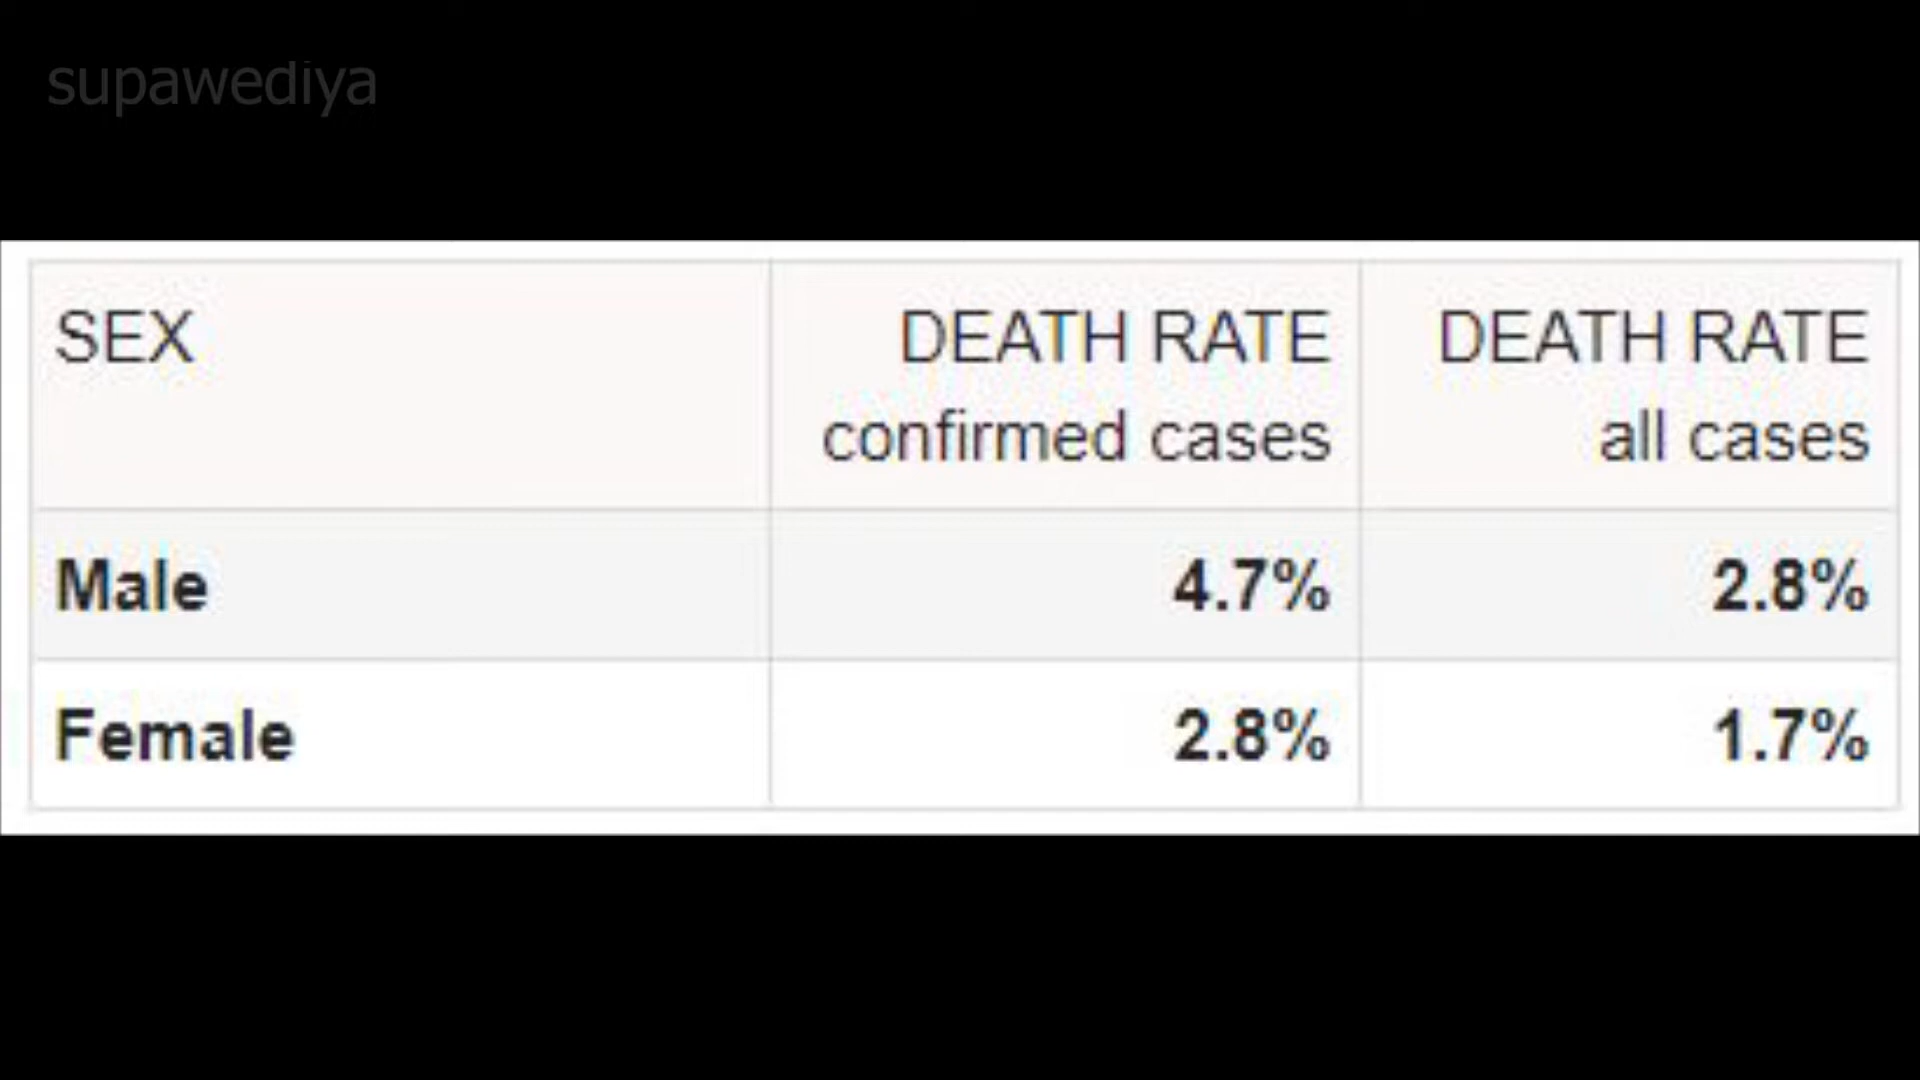 supawediya
SEX DEATH RATE confirmed cases DEATH RATE all cases
Male 4.7% 2.8%
Female 2.8% 1.7%